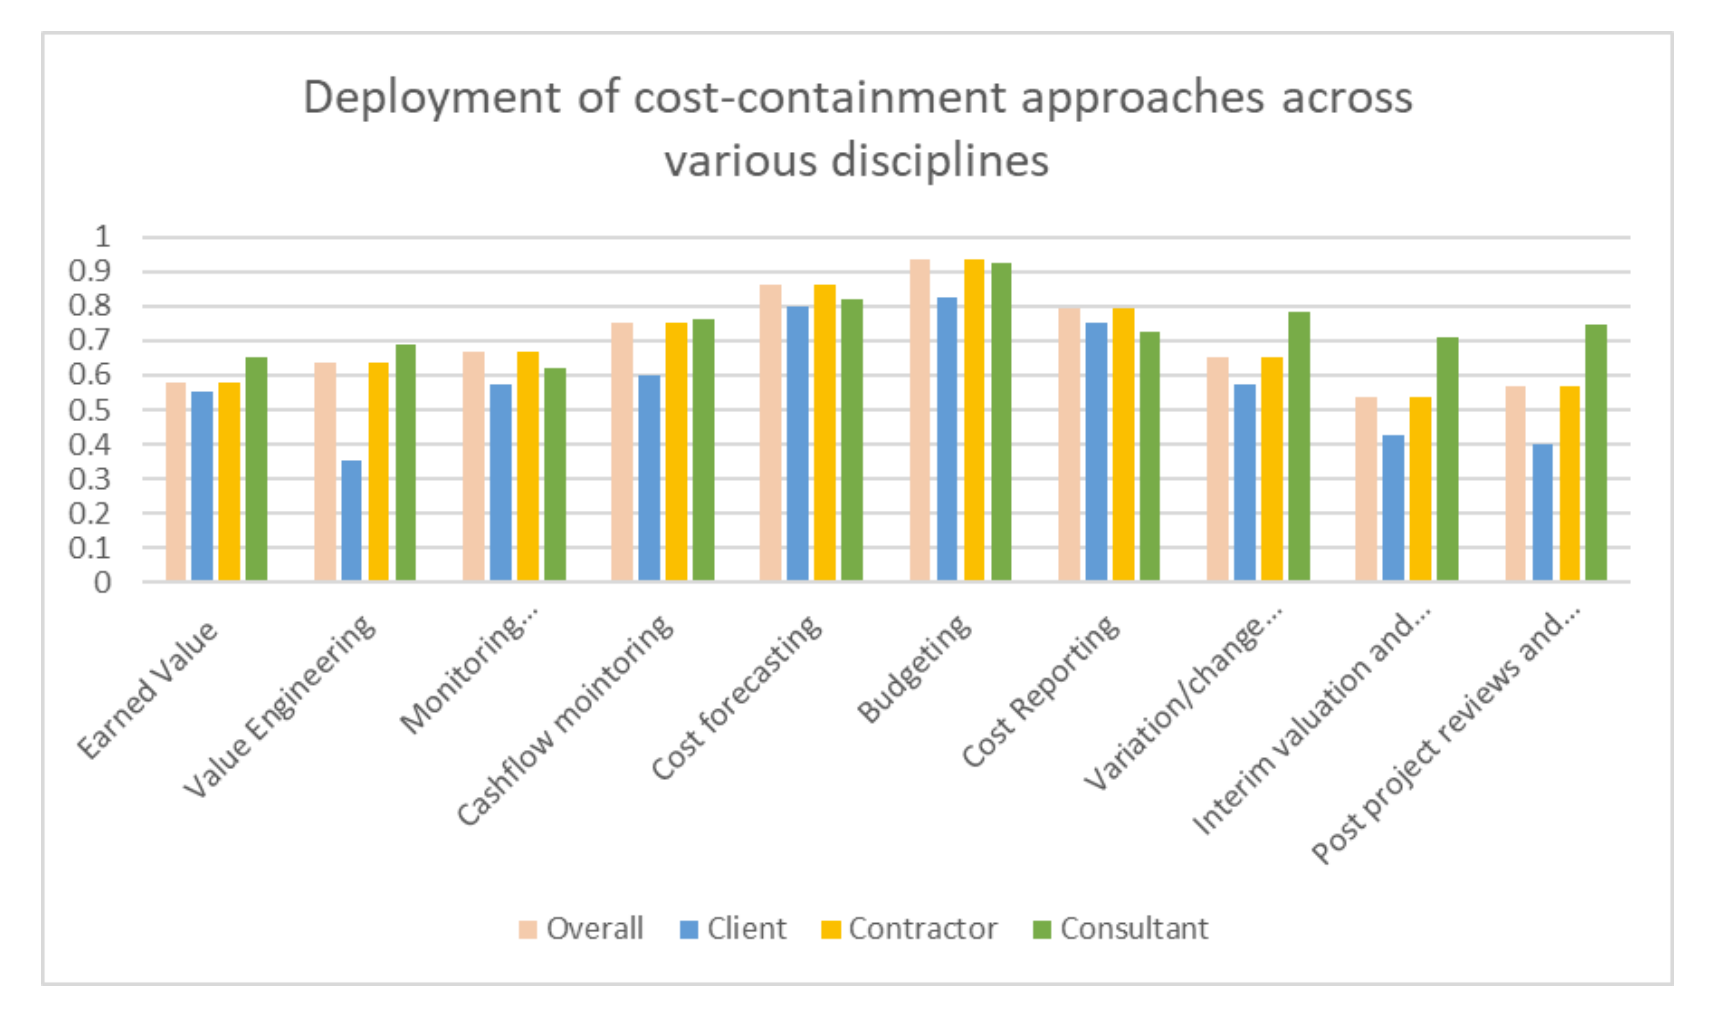 Deployment of cost-containment approaches across
various disciplines
1
0.9
0.8
0.7
0.6
0.5
0.4
0.3
0.2
0.1
0
Earned Value
Value Engineering
Monitoring...
Cashflow mointoring
Cost forecasting
Budgeting
Cost Reporting
Variation/change...
Interim valuation and...
Post project reviews and...
Overall
Client
Contractor
Consultant